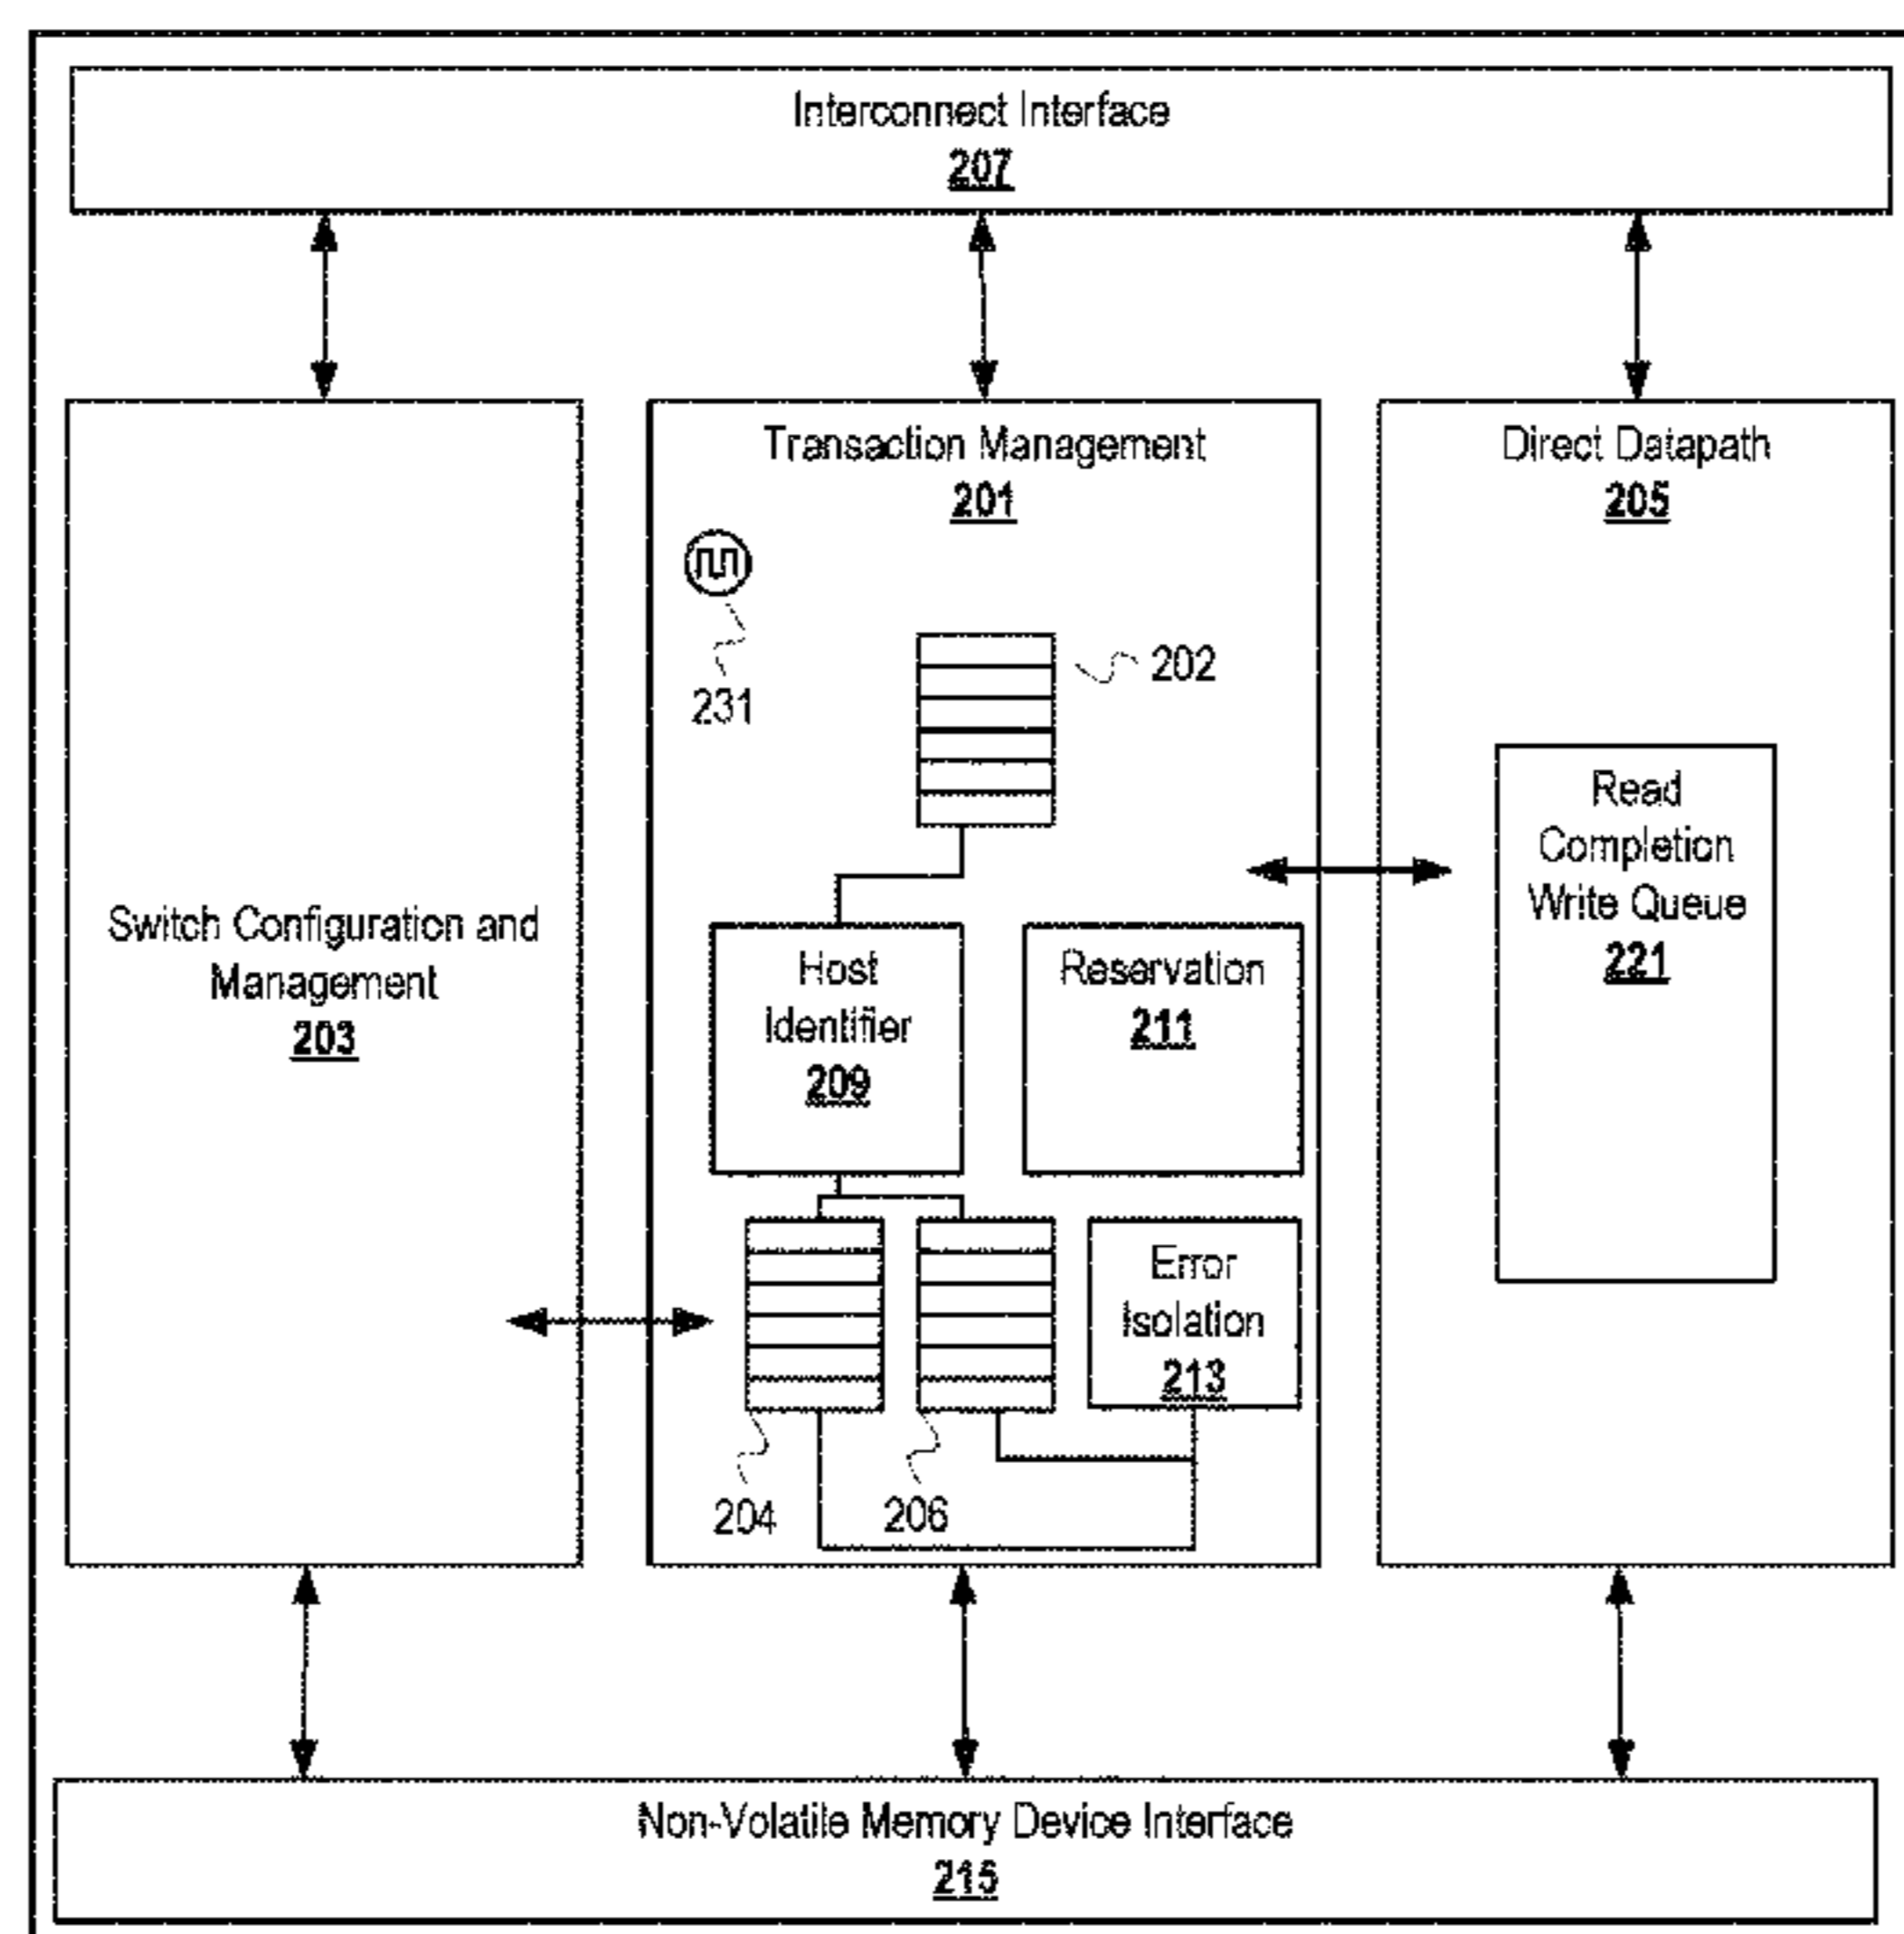 Interconnect Interface
207
Transaction Management
201
Direct Datapath
205
231
202
Read
Completion
Write Queue
221
Switch Configuration and
Management
203
Host
Identifier
209
Reservation
211
Error
Isolation
213
204
206
Non-Volatile Memory Device Interface
215